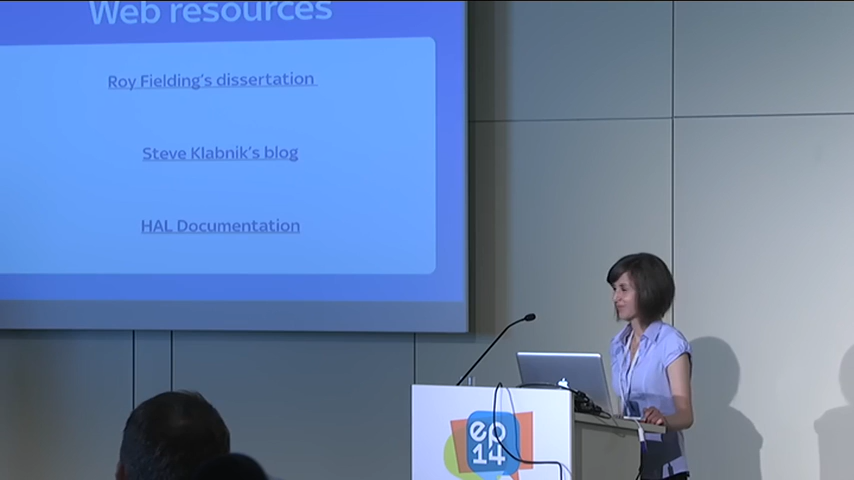 Web resources
Roy Fielding's dissertation
Steve Klabnik's blog
HAL Documentation
ep
14